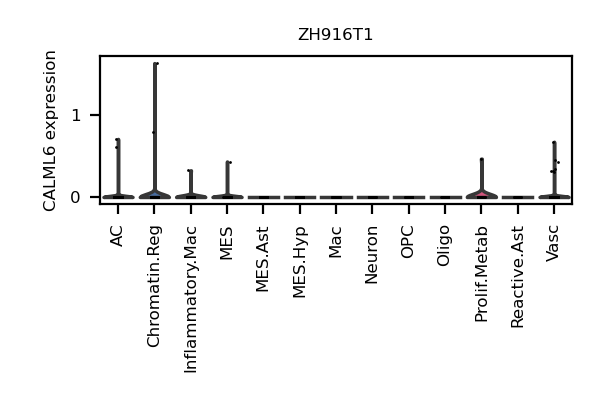 ZH916T1
CALML6 expression
1
0
AC
Chromatin.Reg
Inflammatory.Mac
MES
MES.Ast
MES.Hyp
Mac
Neuron
OPC
Oligo
Prolif.Metab
Reactive.Ast
Vasc